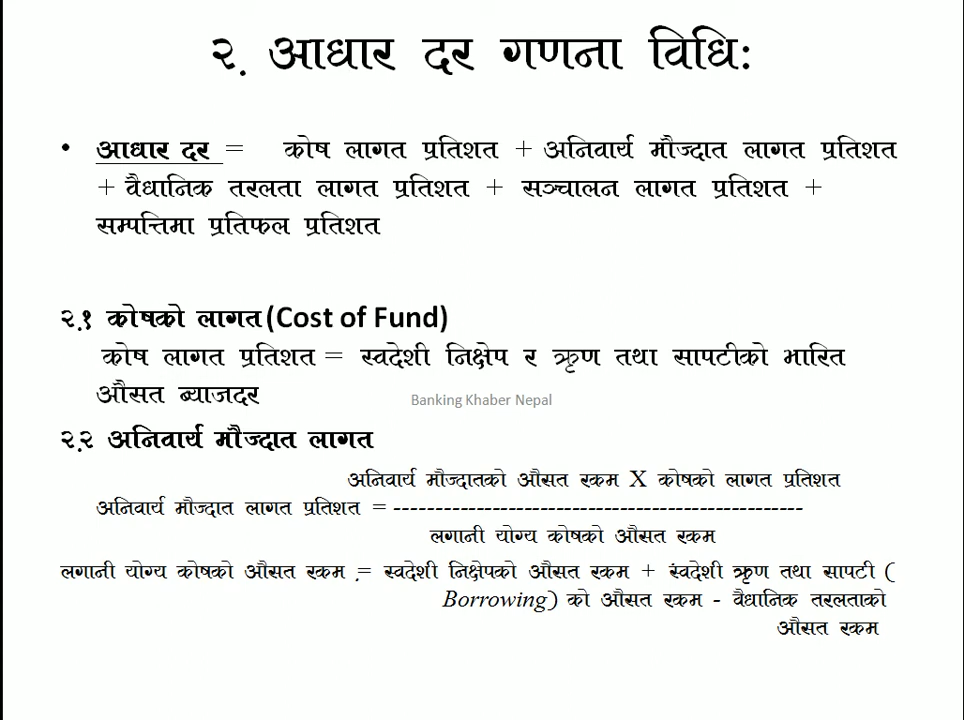 २. आधार दर गणना विधिः
• आधार दर = कोष लागत प्रतिशत + अनिवार्य मौज्दात लागत प्रतिशत
+ वैधानिक तरलता लागत प्रतिशत + सञ्चालन लागत प्रतिशत +
सम्पत्तिमा प्रतिफल प्रतिशत
२.१ कोषको लागत (Cost of Fund)
कोष लागत प्रतिशत = स्वदेशी निक्षेप र ऋण तथा सापटीको भारित
औसत ब्याजदर
Banking Khaber Nepal
२.२ अनिवार्य मौज्दात लागत
अनिवार्य मौज्दातको औसत रकम X कोषको लागत प्रतिशत
अनिवार्य मौज्दात लागत प्रतिशत = ---------------------------------------------------
लगानी योग्य कोषको औसत रकम
लगानी योग्य कोषको औसत रकम .= स्वदेशी निक्षेपको औसत रकम + स्वदेशी ऋण तथा सापटी (
Borrowing) को औसत रकम - वैधानिक तरलताको
औसत रकम